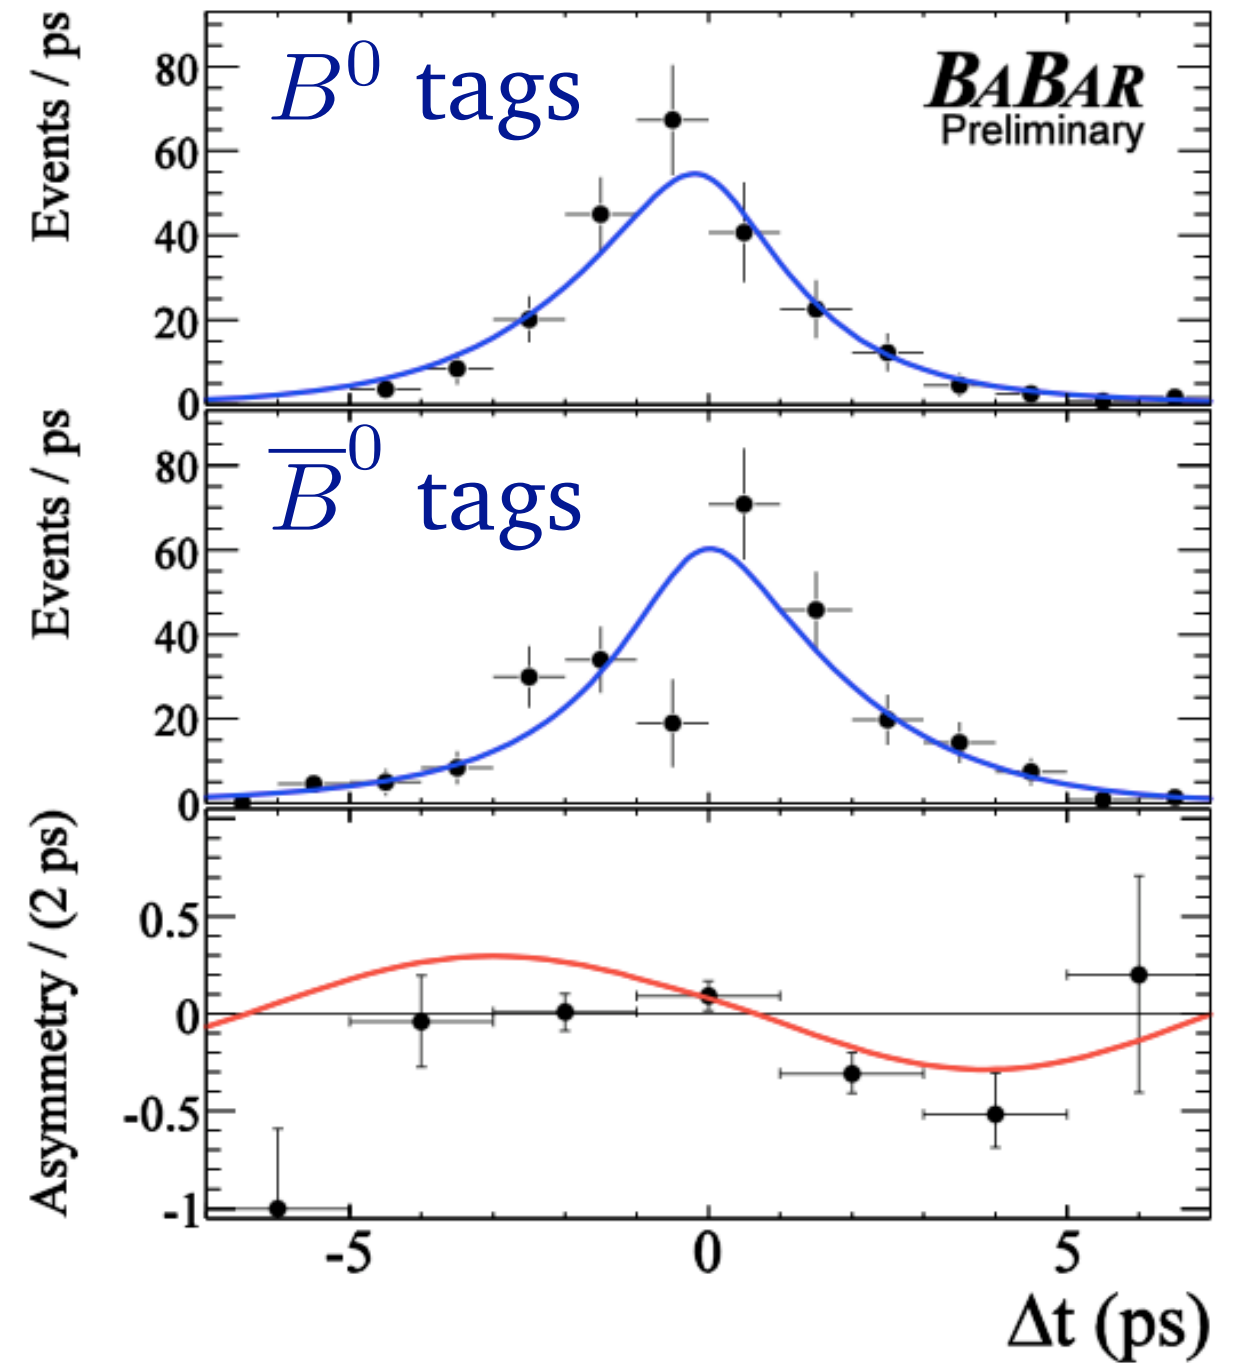 Events / ps
80
60
40
20
0
B⁰ tags
BABAR
Preliminary
Events / ps
80
60
40
20
0
B̅⁰ tags
Asymmetry / (2 ps)
0.5
0
-0.5
-1
-5 0 5
Δt (ps)